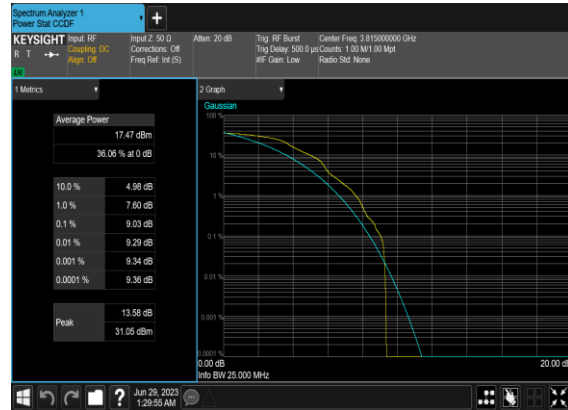 Spectrum Analyzer 1
Power Stat CCDF
+
KEYSIGHT
R T
LV
Input: RF
Coupling: DC
Align: Off
Input Z: 50 Ω
Corrections: Off
Freq Ref: Int (S)
Atten: 20 dB
Trig: RF Burst
Trig Delay: 500.0 µs
#IF Gain: Low
Center Freq: 3.815000000 GHz
Counts: 1.00 M/1.00 Mpt
Radio Std: None
1 Metrics
Average Power
17.47 dBm
36.06 % at 0 dB
10.0 % 4.98 dB
1.0 % 7.60 dB
0.1 % 9.03 dB
0.01 % 9.29 dB
0.001 % 9.34 dB
0.0001 % 9.36 dB
Peak
13.58 dB
31.05 dBm
2 Graph
Gaussian
100 %
10 %
1 %
0.1 %
0.01 %
0.001 %
0.0001 %
0.00 dB
20.00 dB
Info BW 25.000 MHz
?
Jun 29, 2023
1:29:55 AM